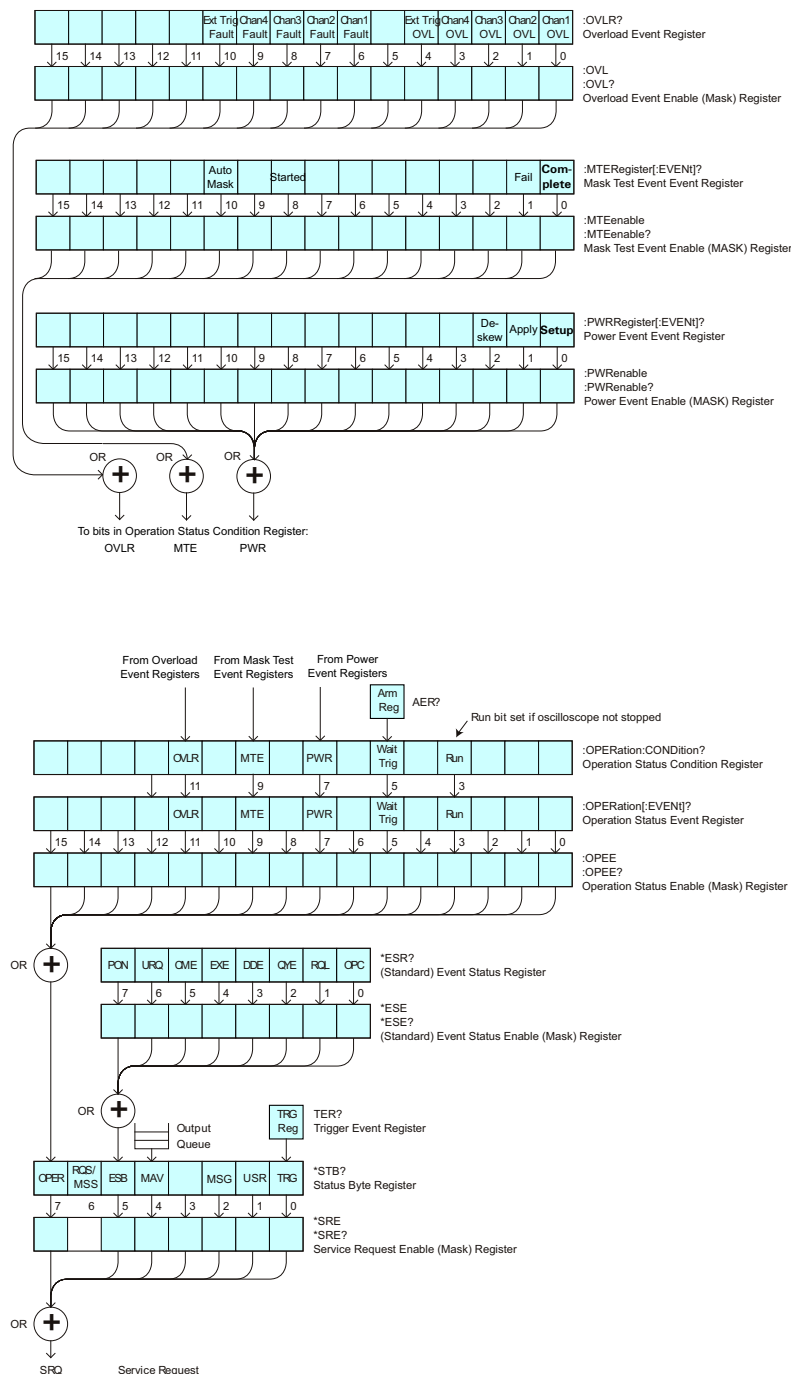 Ext Trig Fault Chan4 Fault Chan3 Fault Chan2 Fault Chan1 Fault Ext Trig OVL Chan4 OVL Chan3 OVL Chan2 OVL Chan1 OVL
:OVLR?
Overload Event Register
15 14 13 12 11 10 9 8 7 6 5 4 3 2 1 0
:OVL
:OVL?
Overload Event Enable (Mask) Register
Auto Mask Started Fail Com-plete
:MTERegister[:EVENt]?
Mask Test Event Event Register
15 14 13 12 11 10 9 8 7 6 5 4 3 2 1 0
:MTEenable
:MTEenable?
Mask Test Event Enable (MASK) Register
De-skew Apply Setup
:PWRRegister[:EVENt]?
Power Event Event Register
15 14 13 12 11 10 9 8 7 6 5 4 3 2 1 0
:PWRenable
:PWRenable?
Power Event Enable (MASK) Register
OR OR OR
+ + +
To bits in Operation Status Condition Register:
OVLR MTE PWR
From Overload Event Registers
From Mask Test Event Registers
From Power Event Registers
Arm Reg
AER?
Run bit set if oscilloscope not stopped
OVLR MTE PWR Wait Trig Run
:OPERation:CONDition?
Operation Status Condition Register
11 9 7 5 3
OVLR MTE PWR Wait Trig Run
:OPERation[:EVENt]?
Operation Status Event Register
15 14 13 12 11 10 9 8 7 6 5 4 3 2 1 0
:OPEE
:OPEE?
Operation Status Enable (Mask) Register
OR +
PON URQ CME EXE DDE QYE RQL OPC
*ESR?
(Standard) Event Status Register
7 6 5 4 3 2 1 0
*ESE
*ESE?
(Standard) Event Status Enable (Mask) Register
OR +
Output
Queue
TRG Reg
TER?
Trigger Event Register
OPER RQS/MSS ESB MAV MSG USR TRG
*STB?
Status Byte Register
7 6 5 4 3 2 1 0
*SRE
*SRE?
Service Request Enable (Mask) Register
OR +
SRQ Service Request